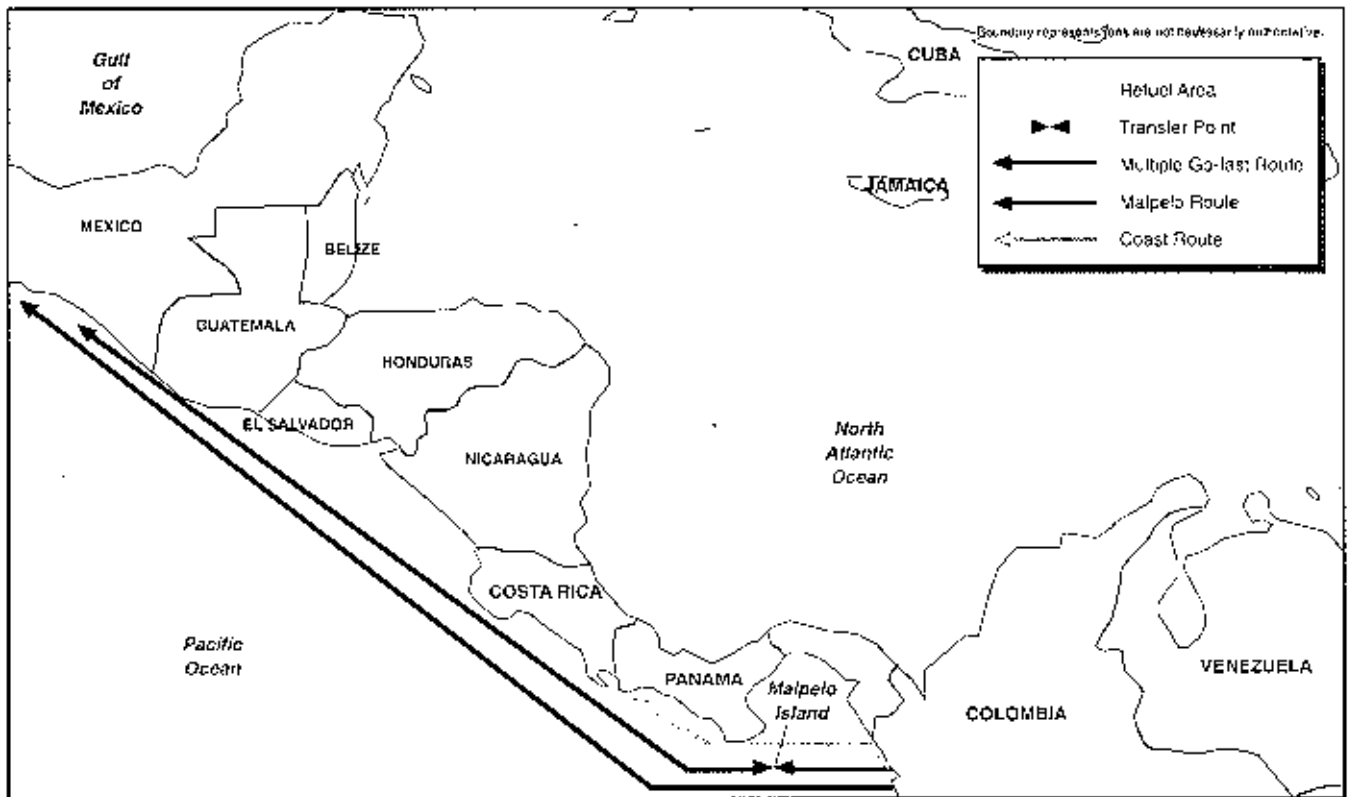 Boundary representations are not necessarily authoritative.
Gulf
of
Mexico
CUBA
Refuel Area
Transfer Point
Multiple Go-fast Route
Malpelo Route
Coast Route
JAMAICA
MEXICO
BELIZE
GUATEMALA
HONDURAS
EL SALVADOR
NICARAGUA
North
Atlantic
Ocean
COSTA RICA
Pacific
Ocean
PANAMA
Malpelo
Island
COLOMBIA
VENEZUELA